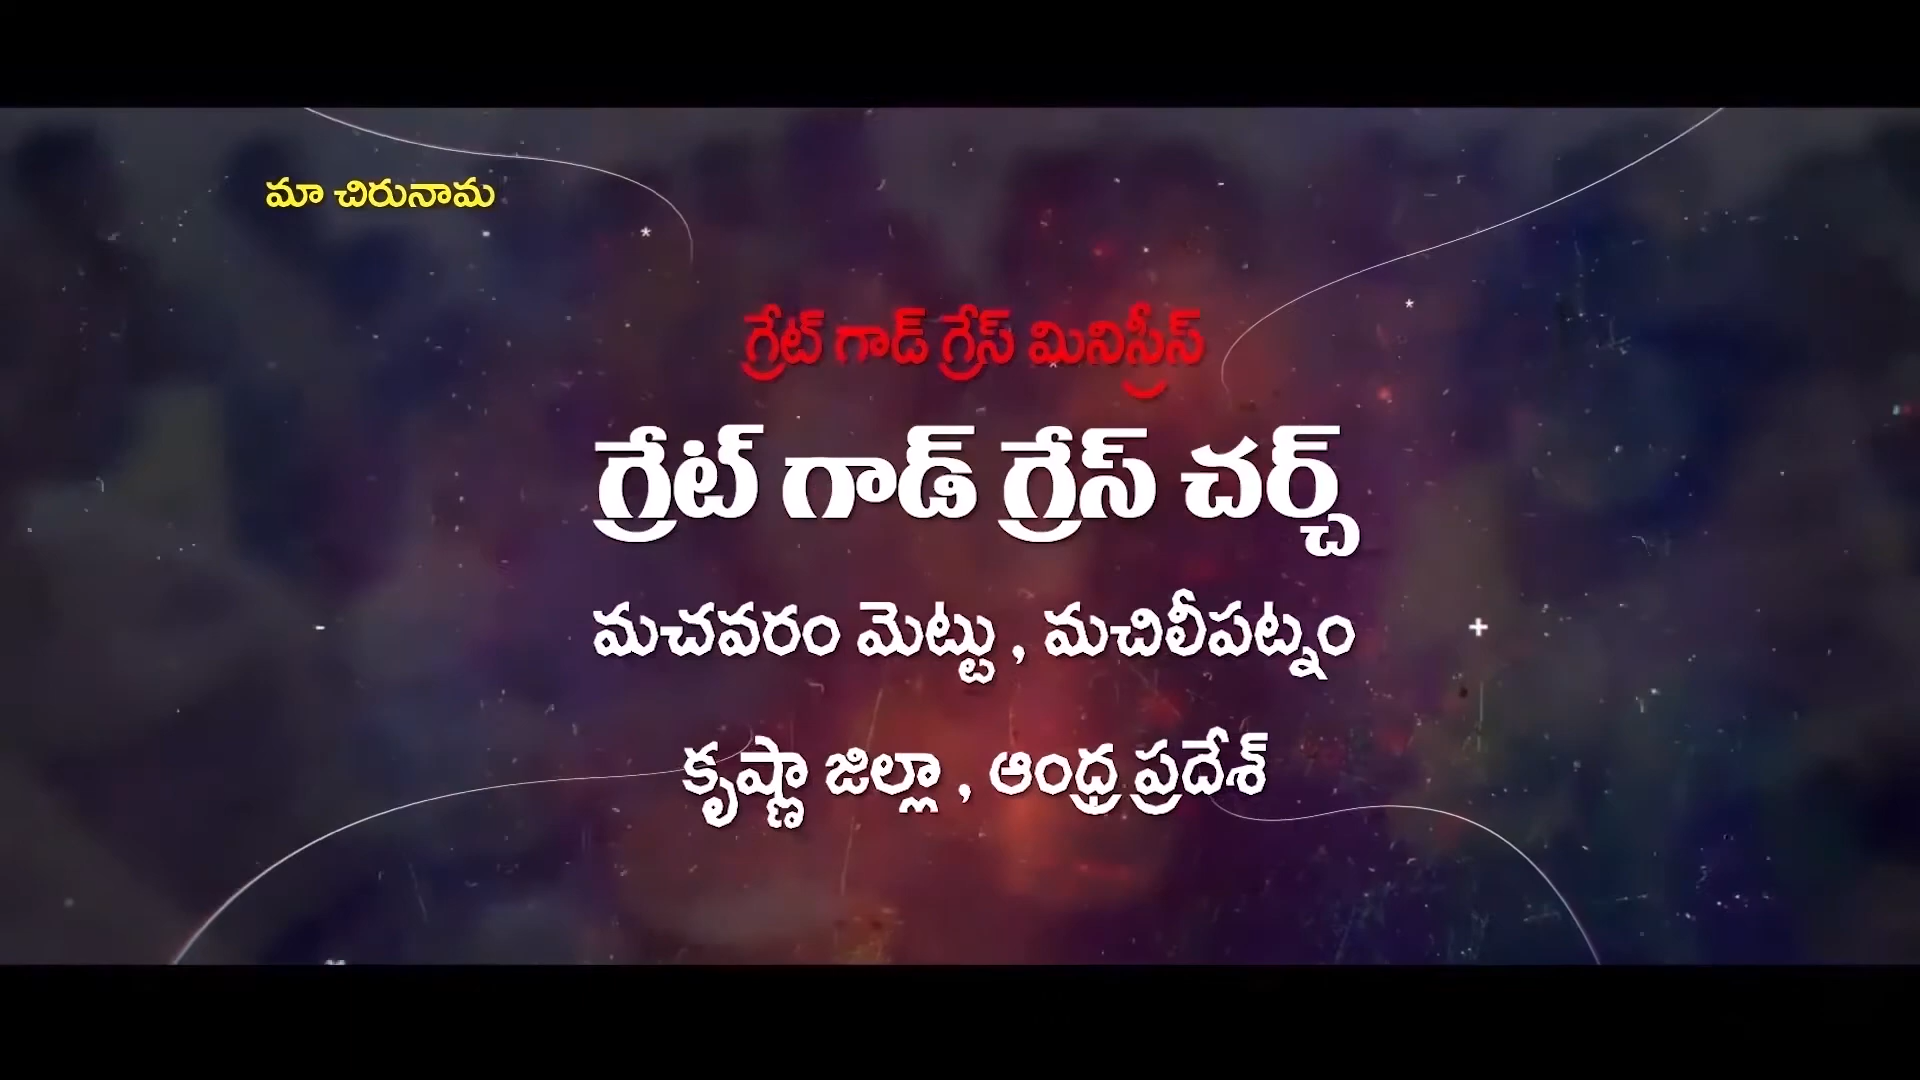 మా చిరునామ
గ్రేట్ గాడ్ గ్రేస్ మినిస్ట్రీస్
గ్రేట్ గాడ్ గ్రేస్ చర్చ్
మచవరం మెట్టు , మచిలీపట్నం
కృష్ణా జిల్లా , ఆంధ్ర ప్రదేశ్